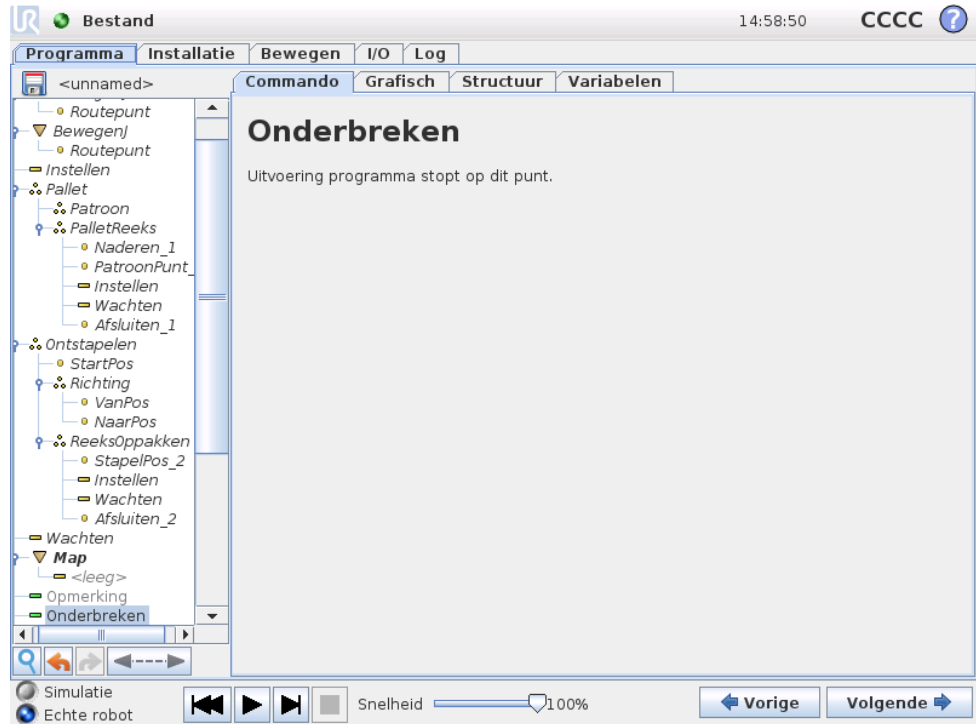 UR Bestand 14:58:50 CCCC ?
Programma Installatie Bewegen I/O Log
<unnamed>
Commando Grafisch Structuur Variabelen
Routepunt
BewegenJ
Routepunt
Instellen
Pallet
Patroon
PalletReeks
Naderen_1
PatroonPunt_
Instellen
Wachten
Afsluiten_1
Ontstapelen
StartPos
Richting
VanPos
NaarPos
ReeksOppakken
StapelPos_2
Instellen
Wachten
Afsluiten_2
Wachten
Map
<leeg>
Opmerking
Onderbreken
Onderbreken
Uitvoering programma stopt op dit punt.
Simulatie
Echte robot
Snelheid 100%
Vorige Volgende